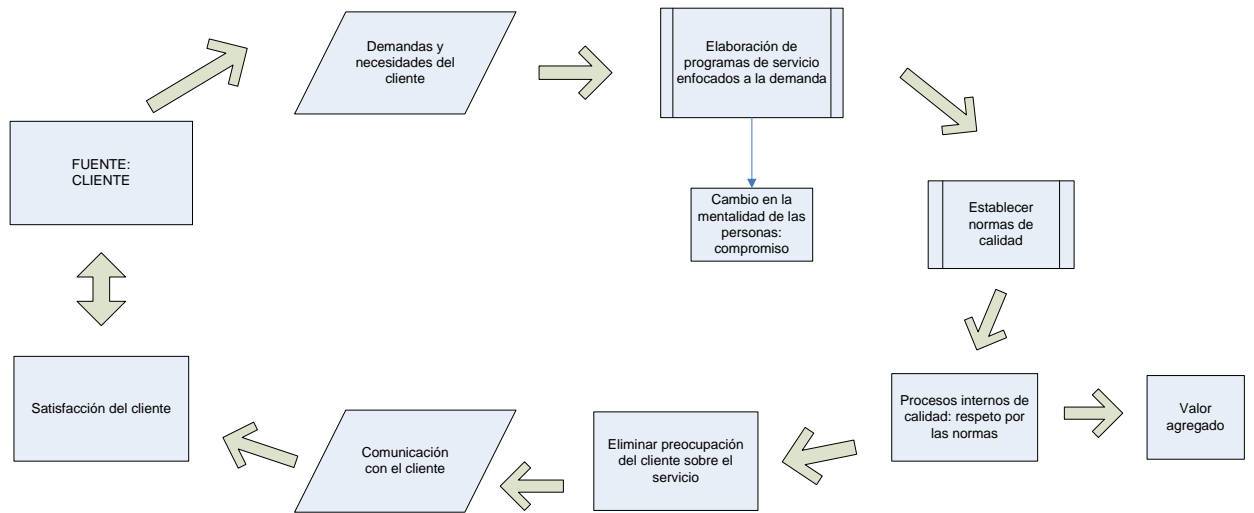 Demandas y
necesidades del
cliente
Elaboración de
programas de servicio
enfocados a la demanda
FUENTE:
CLIENTE
Cambio en la
mentalidad de las
personas:
compromiso
Establecer
normas de
calidad
Satisfacción del cliente
Comunicación
con el cliente
Eliminar preocupación
del cliente sobre el
servicio
Procesos internos de
calidad: respeto por
las normas
Valor
agregado